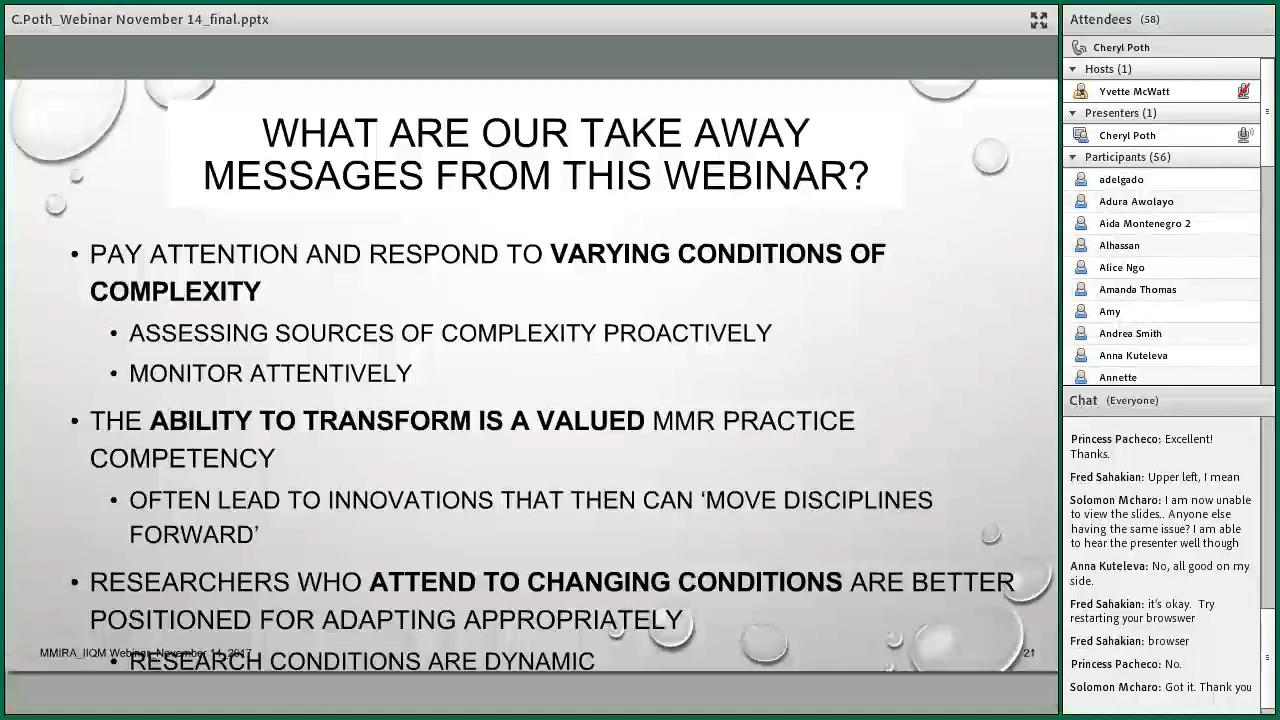 C.Poth_Webinar November 14_final.pptx
WHAT ARE OUR TAKE AWAY
MESSAGES FROM THIS WEBINAR?
• PAY ATTENTION AND RESPOND TO VARYING CONDITIONS OF
COMPLEXITY
• ASSESSING SOURCES OF COMPLEXITY PROACTIVELY
• MONITOR ATTENTIVELY
• THE ABILITY TO TRANSFORM IS A VALUED MMR PRACTICE
COMPETENCY
• OFTEN LEAD TO INNOVATIONS THAT THEN CAN ‘MOVE DISCIPLINES
FORWARD’
• RESEARCHERS WHO ATTEND TO CHANGING CONDITIONS ARE BETTER
POSITIONED FOR ADAPTING APPROPRIATELY
• RESEARCH CONDITIONS ARE DYNAMIC
MMIRA_IIQM Webinar November 14, 2017
21
Attendees (58)
Cheryl Poth
Hosts (1)
Yvette McWatt
Presenters (1)
Cheryl Poth
Participants (56)
adelgado
Adura Awolayo
Aida Montenegro 2
Alhassan
Alice Ngo
Amanda Thomas
Amy
Andrea Smith
Anna Kuteleva
Annette
Chat (Everyone)
Princess Pacheco: Excellent!
Thanks.
Fred Sahakian: Upper left, I mean
Solomon Mcharo: I am now unable
to view the slides.. Anyone else
having the same issue? I am able
to hear the presenter well though
Anna Kuteleva: No, all good on my
side.
Fred Sahakian: it's okay. Try
restarting your browswer
Fred Sahakian: browser
Princess Pacheco: No.
Solomon Mcharo: Got it. Thank you